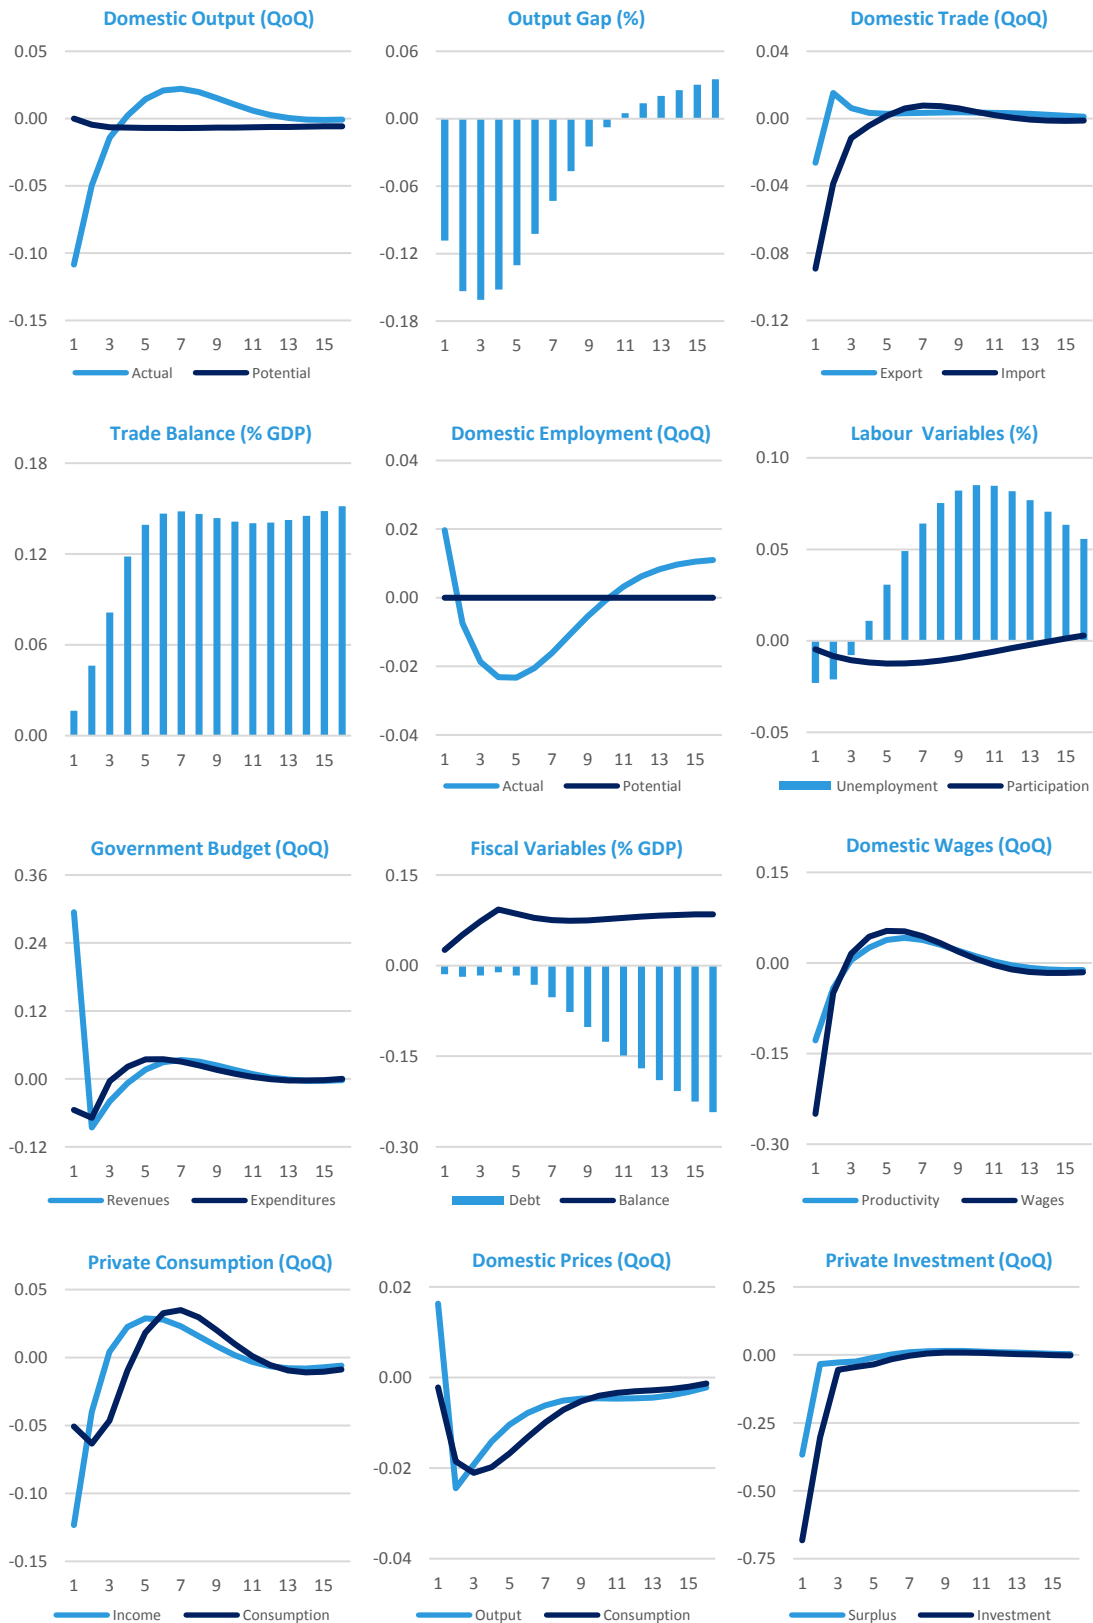 Domestic Output (QoQ)
0.05
0.00
-0.05
-0.10
-0.15
1 3 5 7 9 11 13 15
Actual Potential
Output Gap (%)
0.06
0.00
-0.06
-0.12
-0.18
1 3 5 7 9 11 13 15
Domestic Trade (QoQ)
0.04
0.00
-0.04
-0.08
-0.12
1 3 5 7 9 11 13 15
Export Import
Trade Balance (% GDP)
0.18
0.12
0.06
0.00
1 3 5 7 9 11 13 15
Domestic Employment (QoQ)
0.04
0.02
0.00
-0.02
-0.04
1 3 5 7 9 11 13 15
Actual Potential
Labour Variables (%)
0.10
0.05
0.00
-0.05
1 3 5 7 9 11 13 15
Unemployment Participation
Government Budget (QoQ)
0.36
0.24
0.12
0.00
-0.12
1 3 5 7 9 11 13 15
Revenues Expenditures
Fiscal Variables (% GDP)
0.15
0.00
-0.15
-0.30
1 3 5 7 9 11 13 15
Debt Balance
Domestic Wages (QoQ)
0.15
0.00
-0.15
-0.30
1 3 5 7 9 11 13 15
Productivity Wages
Private Consumption (QoQ)
0.05
0.00
-0.05
-0.10
-0.15
1 3 5 7 9 11 13 15
Income Consumption
Domestic Prices (QoQ)
0.02
0.00
-0.02
-0.04
1 3 5 7 9 11 13 15
Output Consumption
Private Investment (QoQ)
0.25
0.00
-0.25
-0.50
-0.75
1 3 5 7 9 11 13 15
Surplus Investment